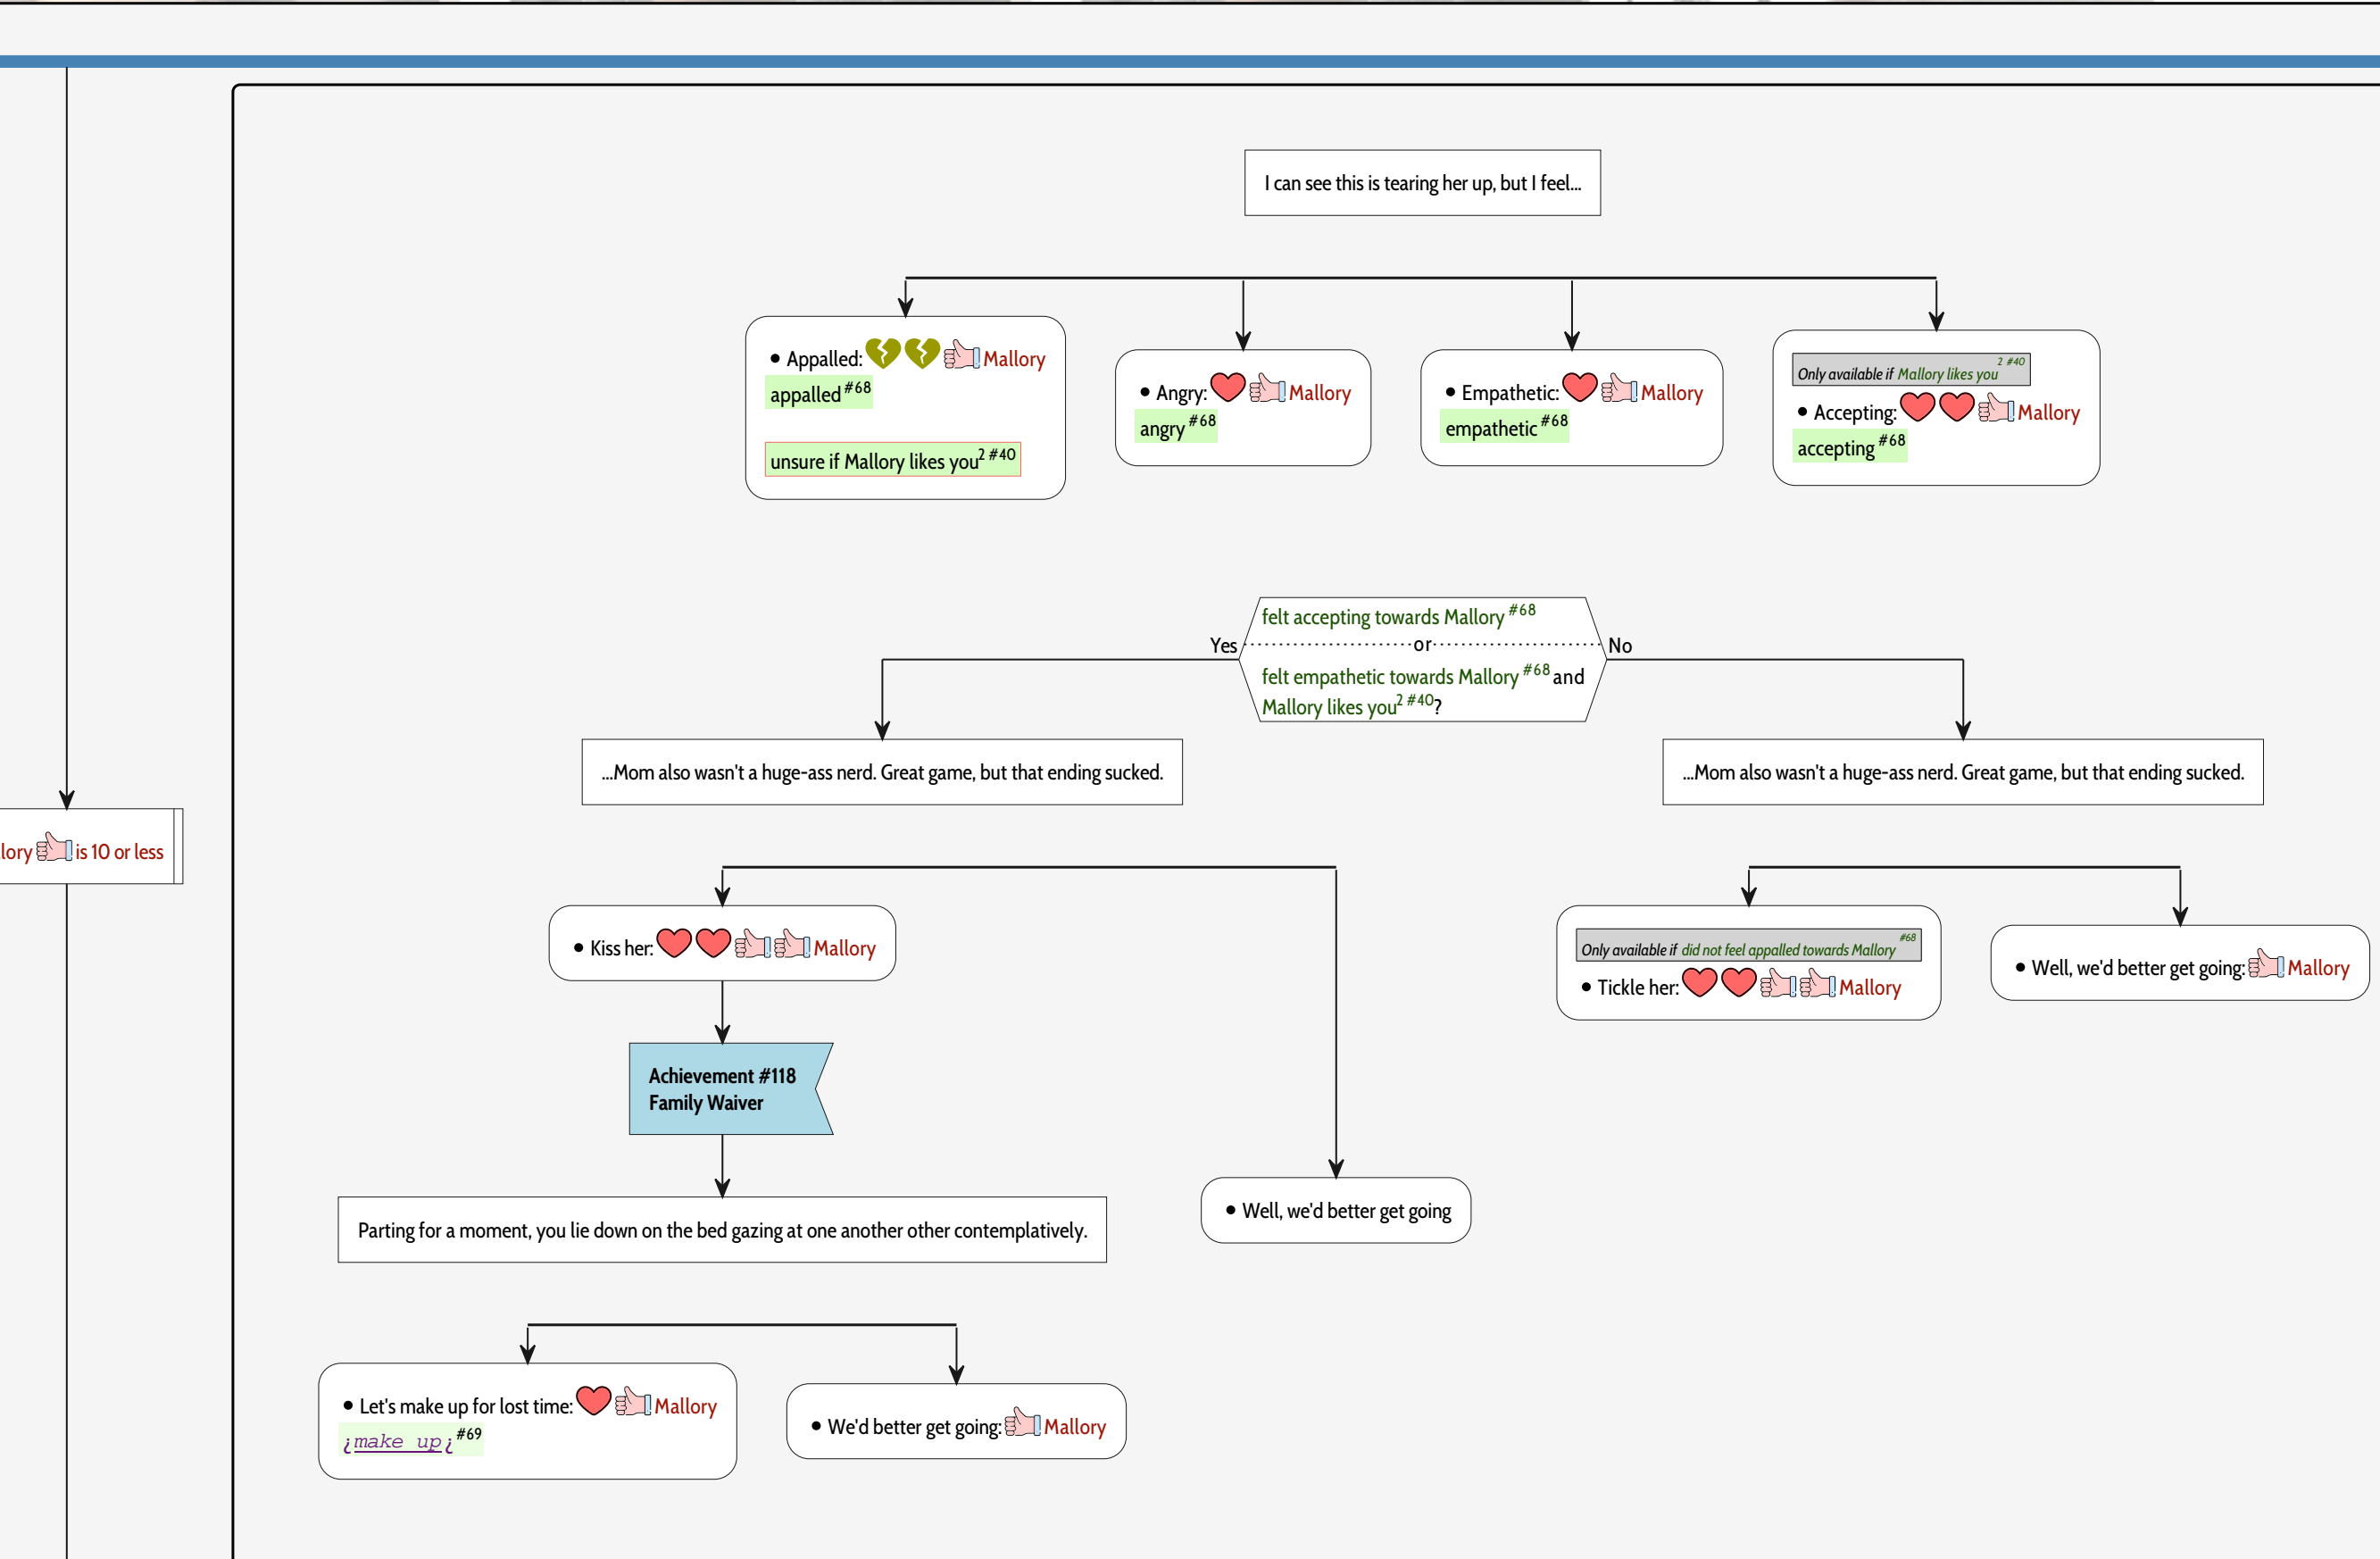 I can see this is tearing her up, but I feel...
• Appalled: Mallory
appalled #68
unsure if Mallory likes you2 #40
• Angry: Mallory
angry #68
• Empathetic: Mallory
empathetic #68
Only available if Mallory likes you 2 #40
• Accepting: Mallory
accepting #68
felt accepting towards Mallory #68
Yes
or
No
felt empathetic towards Mallory #68 and
Mallory likes you2 #40?
...Mom also wasn't a huge-ass nerd. Great game, but that ending sucked.
...Mom also wasn't a huge-ass nerd. Great game, but that ending sucked.
lory is 10 or less
• Kiss her: Mallory
Only available if did not feel appalled towards Mallory #68
• Tickle her: Mallory
• Well, we'd better get going: Mallory
Achievement #118
Family Waiver
Parting for a moment, you lie down on the bed gazing at one another other contemplatively.
• Well, we'd better get going
• Let's make up for lost time: Mallory
¿make up¿ #69
• We'd better get going: Mallory